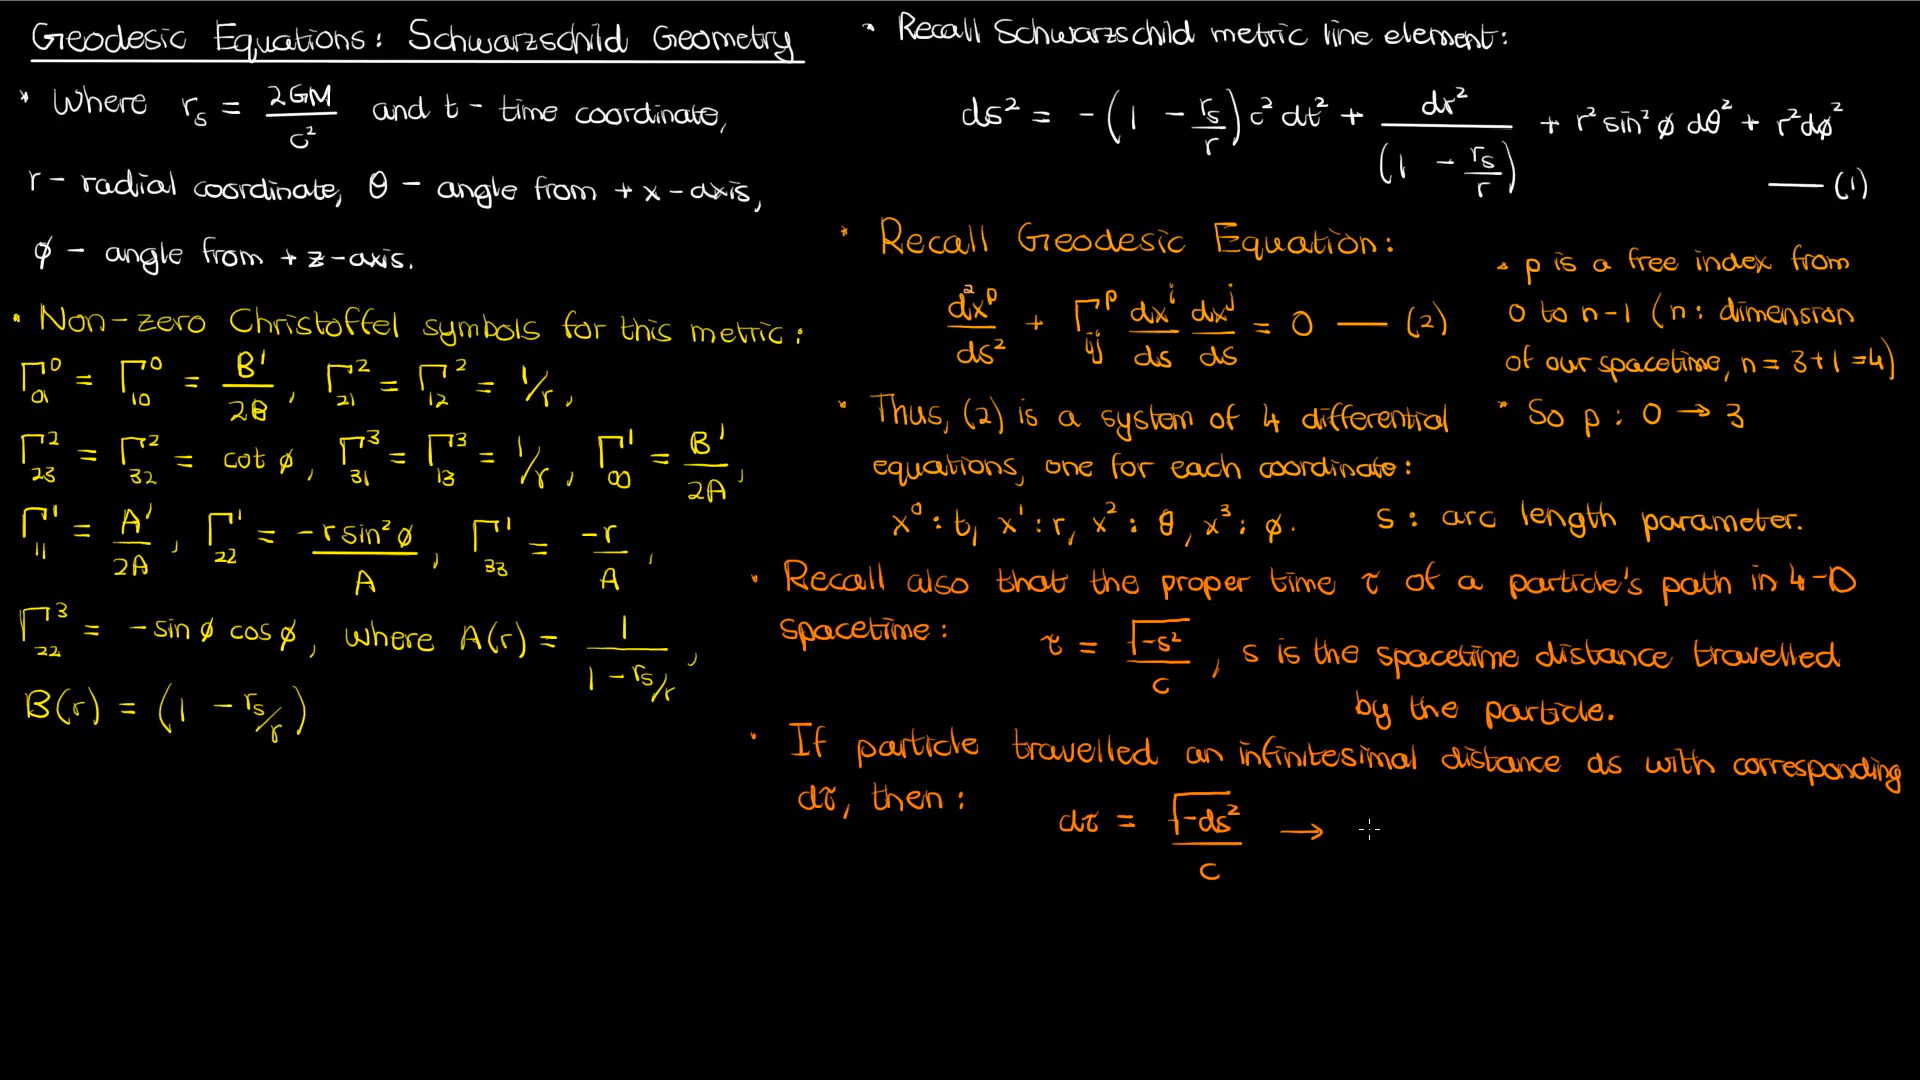 Geodesic Equations: Schwarzschild Geometry
* Where r_s = 2GM/c² and t - time coordinate,
r - radial coordinate, θ - angle from + x-axis,
ϕ - angle from + z-axis.
• Non-zero Christoffel symbols for this metric:
Γ⁰₀₁ = Γ⁰₁₀ = B'/2B, Γ²₂₁ = Γ²₁₂ = 1/r,
Γ²₂₃ = Γ²₃₂ = cot ϕ, Γ³₃₁ = Γ³₁₃ = 1/r, Γ¹₀₀ = B'/2A,
Γ¹₁₁ = A'/2A, Γ¹₂₂ = -r sin²ϕ/A, Γ¹₃₃ = -r/A,
Γ³₂₂ = -sin ϕ cos ϕ, where A(r) = 1/(1 - r_s/r),
B(r) = (1 - r_s/r)
• Recall Schwarzschild metric line element:
ds² = -(1 - r_s/r) c² dt² + dr²/(1 - r_s/r) + r² sin² ϕ dθ² + r² dϕ² — (1)
• Recall Geodesic Equation:
d²x^p/ds² + Γ^p_ij dx^i/ds dx^j/ds = 0 — (2)
• p is a free index from
0 to n-1 (n: dimension
of our spacetime, n = 3+1 = 4)
• So p : 0 → 3
• Thus, (2) is a system of 4 differential
equations, one for each coordinate:
x⁰: t, x¹: r, x²: θ, x³: ϕ. s : arc length parameter.
• Recall also that the proper time τ of a particle's path in 4-D
spacetime: τ = √-s²/c, s is the spacetime distance travelled
by the particle.
• If particle travelled an infinitesimal distance ds with corresponding
dτ, then: dτ = √-ds²/c →